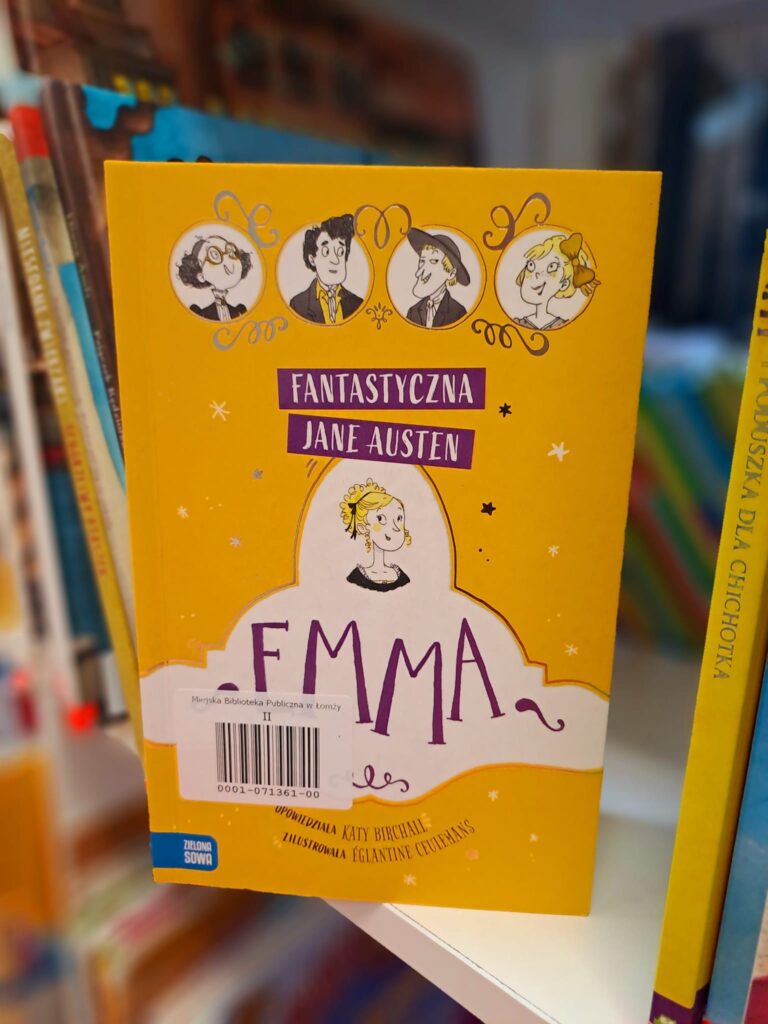 FANTASTYCZNA
JANE AUSTEN
EMMA
Miejska Biblioteka Publiczna w Łomży
II
0001-071361-00
OPOWIEDZIAŁA KATY BIRCHALL
ZILUSTROWAŁA ÉGLANTINE CEULEMANS
ZIELONA
SOWA
PODUSZKA DLA CHICHOTKA